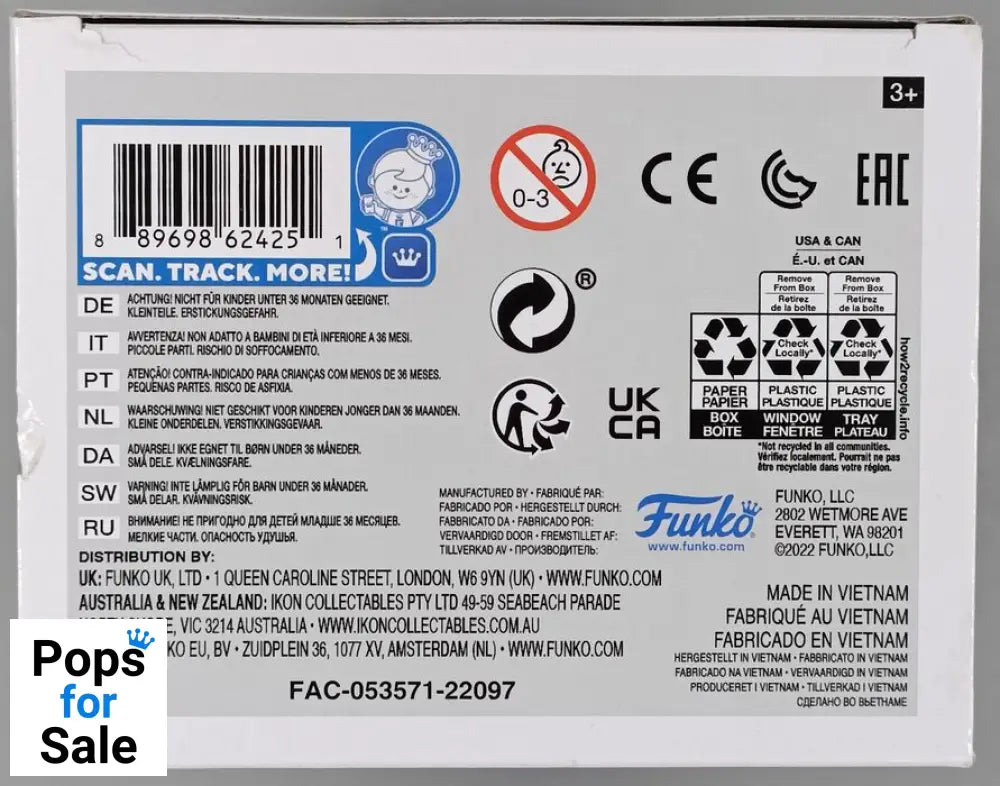 3+
8 89698 62425 1
™
SCAN. TRACK. MORE!
0-3
CE
EAC
USA & CAN
É.-U. et CAN
Remove From Box
Retirez de la boîte
Remove From Box
Retirez de la boîte
®
Check Locally*
Check Locally*
PAPER
PAPIER
PLASTIC
PLASTIQUE
PLASTIC
PLASTIQUE
BOX
BOÎTE
WINDOW
FENÊTRE
TRAY
PLATEAU
how2recycle.info
*Not recycled in all communities.
Vérifiez localement. Pourrait ne pas
être recyclable dans votre région.
UK
CA
DE ACHTUNG! NICHT FÜR KINDER UNTER 36 MONATEN GEEIGNET.
KLEINTEILE. ERSTICKUNGSGEFAHR.
IT AVVERTENZA! NON ADATTO A BAMBINI DI ETÀ INFERIORE A 36 MESI.
PICCOLE PARTI. RISCHIO DI SOFFOCAMENTO.
PT ATENÇÃO! CONTRA-INDICADO PARA CRIANÇAS COM MENOS DE 36 MESES.
PEQUENAS PARTES. RISCO DE ASFIXIA.
NL WAARSCHUWING! NIET GESCHIKT VOOR KINDEREN JONGER DAN 36 MAANDEN.
KLEINE ONDERDELEN. VERSTIKKINGSGEVAAR.
DA ADVARSEL! IKKE EGNET TIL BØRN UNDER 36 MÅNEDER.
SMÅ DELE. KVÆLNINGSFARE.
SW VARNING! INTE LÄMPLIG FÖR BARN UNDER 36 MÅNADER.
SMÅ DELAR. KVÄVNINGSRISK.
RU ВНИМАНИЕ! НЕ ПРИГОДНО ДЛЯ ДЕТЕЙ МЛАДШЕ 36 МЕСЯЦЕВ.
МЕЛКИЕ ЧАСТИ. ОПАСНОСТЬ УДУШЬЯ.
MANUFACTURED BY • FABRIQUÉ PAR:
FABRICADO POR • HERGESTELLT DURCH:
FABBRICATO DA • FABRICADO POR:
VERVAARDIGD DOOR • FREMSTILLET AF:
TILLVERKAD AV • ПРОИЗВОДИТЕЛЬ:
Funko
www.funko.com
FUNKO, LLC
2802 WETMORE AVE
EVERETT, WA 98201
©2022 FUNKO,LLC
DISTRIBUTION BY:
UK: FUNKO UK, LTD • 1 QUEEN CAROLINE STREET, LONDON, W6 9YN (UK) • WWW.FUNKO.COM
AUSTRALIA & NEW ZEALAND: IKON COLLECTABLES PTY LTD 49-59 SEABEACH PARADE
, VIC 3214 AUSTRALIA • WWW.IKONCOLLECTABLES.COM.AU
KO EU, BV • ZUIDPLEIN 36, 1077 XV, AMSTERDAM (NL) • WWW.FUNKO.COM
FAC-053571-22097
MADE IN VIETNAM
FABRIQUÉ AU VIETNAM
FABRICADO EN VIETNAM
HERGESTELLT IN VIETNAM • FABBRICATO IN VIETNAM
FABRICADO NA VIETNAM • VERVAARDIGD IN VIETNAM
PRODUCERET I VIETNAM • TILLVERKAD I VIETNAM
СДЕЛАНО ВО ВЬЕТНАМЕ
Pops
for
Sale